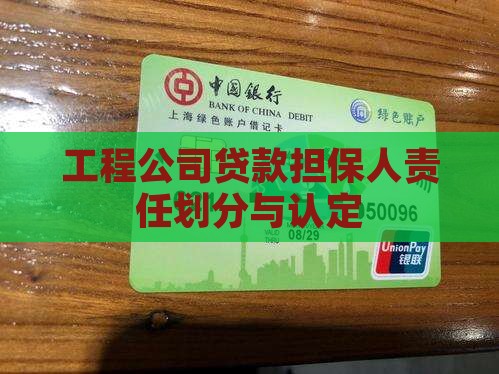 中国银行
BANK OF CHINA DEBIT
上海绿色账户借记卡
绿色账户
工程公司贷款担保人责
任划分与认定
50096
VALID
THRU
08/29
UnionPay
银联